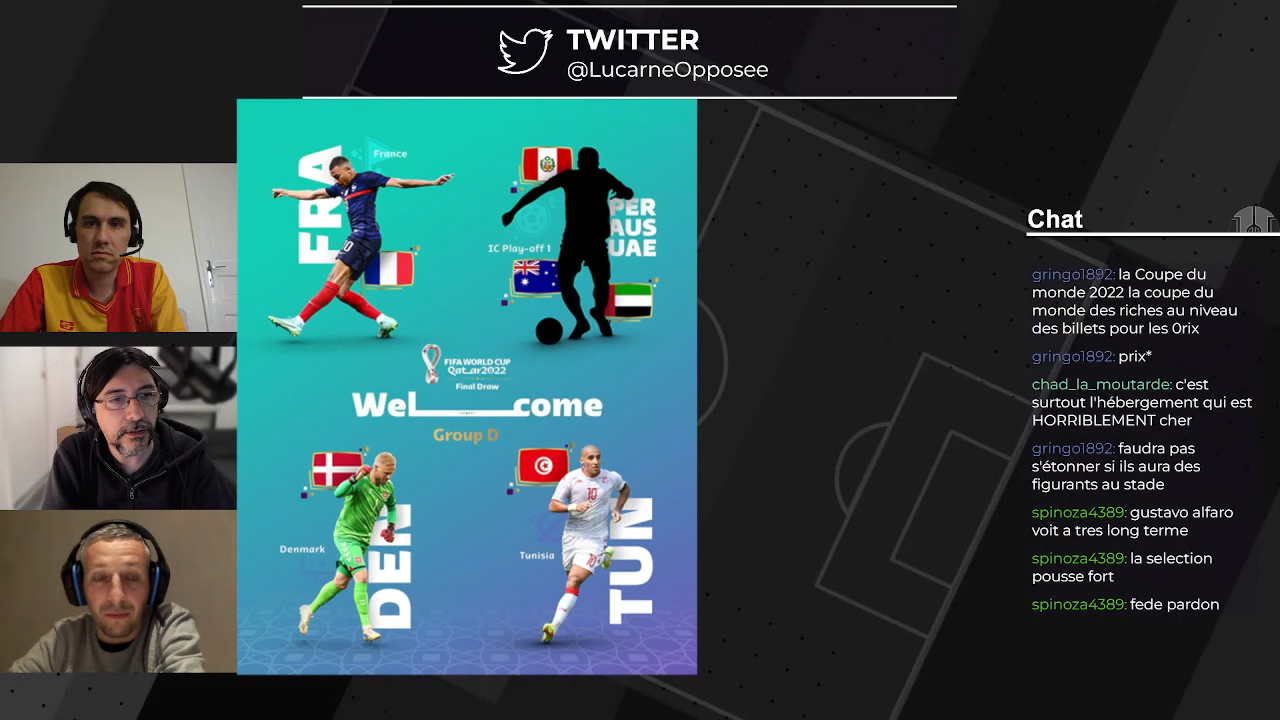 TWITTER
@LucarneOpposee
FRA
France
10
PER
AUS
UAE
IC Play-off 1
FIFA WORLD CUP
Qatar2022
Final Draw
Wel come
Group D
DEN
Denmark
TUN
Tunisia
10
10
Chat
gringo1892: la Coupe du
monde 2022 la coupe du
monde des riches au niveau
des billets pour les 0rix
gringo1892: prix*
chad_la_moutarde: c'est
surtout l'hébergement qui est
HORRIBLEMENT cher
gringo1892: faudra pas
s'étonner si ils aura des
figurants au stade
spinoza4389: gustavo alfaro
voit a tres long terme
spinoza4389: la selection
pousse fort
spinoza4389: fede pardon